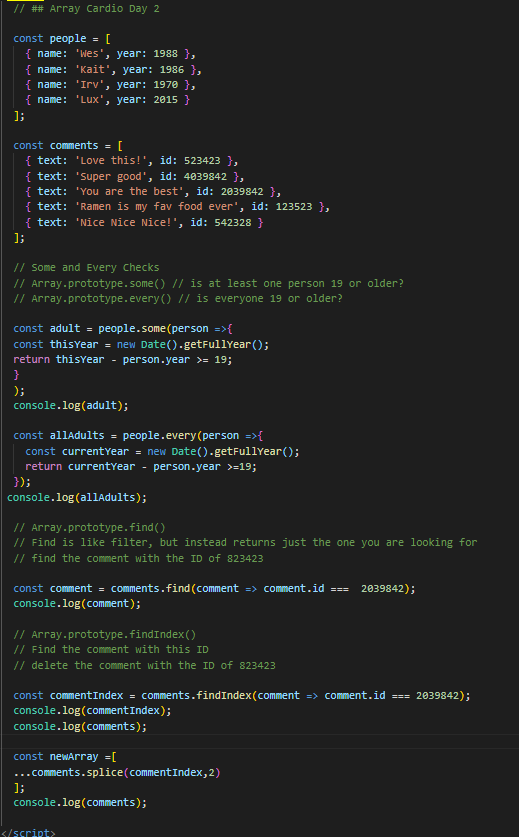 // ## Array Cardio Day 2
const people = [
{ name: 'Wes', year: 1988 },
{ name: 'Kait', year: 1986 },
{ name: 'Irv', year: 1970 },
{ name: 'Lux', year: 2015 }
];
const comments = [
{ text: 'Love this!', id: 523423 },
{ text: 'Super good', id: 4039842 },
{ text: 'You are the best', id: 2039842 },
{ text: 'Ramen is my fav food ever', id: 123523 },
{ text: 'Nice Nice Nice!', id: 542328 }
];
// Some and Every Checks
// Array.prototype.some() // is at least one person 19 or older?
// Array.prototype.every() // is everyone 19 or older?
const adult = people.some(person =>{
const thisYear = new Date().getFullYear();
return thisYear - person.year >= 19;
}
);
console.log(adult);
const allAdults = people.every(person =>{
const currentYear = new Date().getFullYear();
return currentYear - person.year >=19;
});
console.log(allAdults);
// Array.prototype.find()
// Find is like filter, but instead returns just the one you are looking for
// find the comment with the ID of 823423
const comment = comments.find(comment => comment.id ===  2039842);
console.log(comment);
// Array.prototype.findIndex()
// Find the comment with this ID
// delete the comment with the ID of 823423
const commentIndex = comments.findIndex(comment => comment.id === 2039842);
console.log(commentIndex);
console.log(comments);
const newArray =[
...comments.splice(commentIndex,2)
];
console.log(comments);
</script>